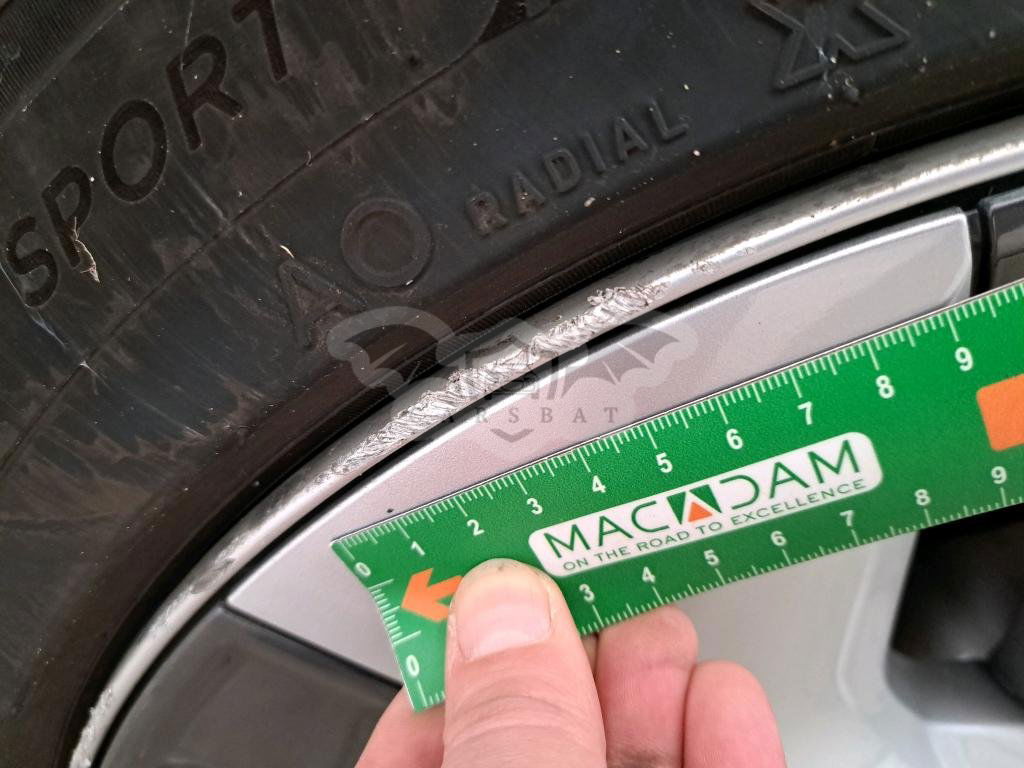 SPORT
AO RADIAL
ARSBAT
0 1 2 3 4 5 6 7 8 9
MACADAM
ON THE ROAD TO EXCELLENCE
0 3 4 5 6 7 8 9